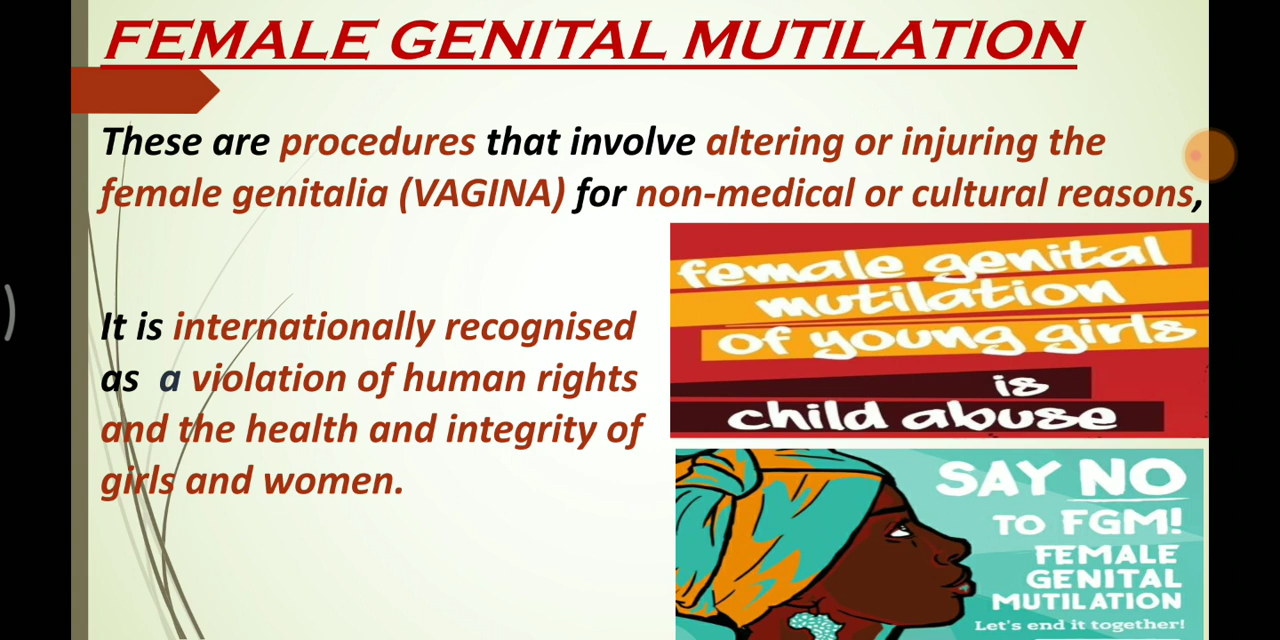 FEMALE GENITAL MUTILATION
These are procedures that involve altering or injuring the
female genitalia (VAGINA) for non-medical or cultural reasons,
It is internationally recognised
as a violation of human rights
and the health and integrity of
girls and women.
female genital
mutilation
of young girls
is
child abuse
SAY NO
TO FGM!
FEMALE
GENITAL
MUTILATION
Let's end it together!